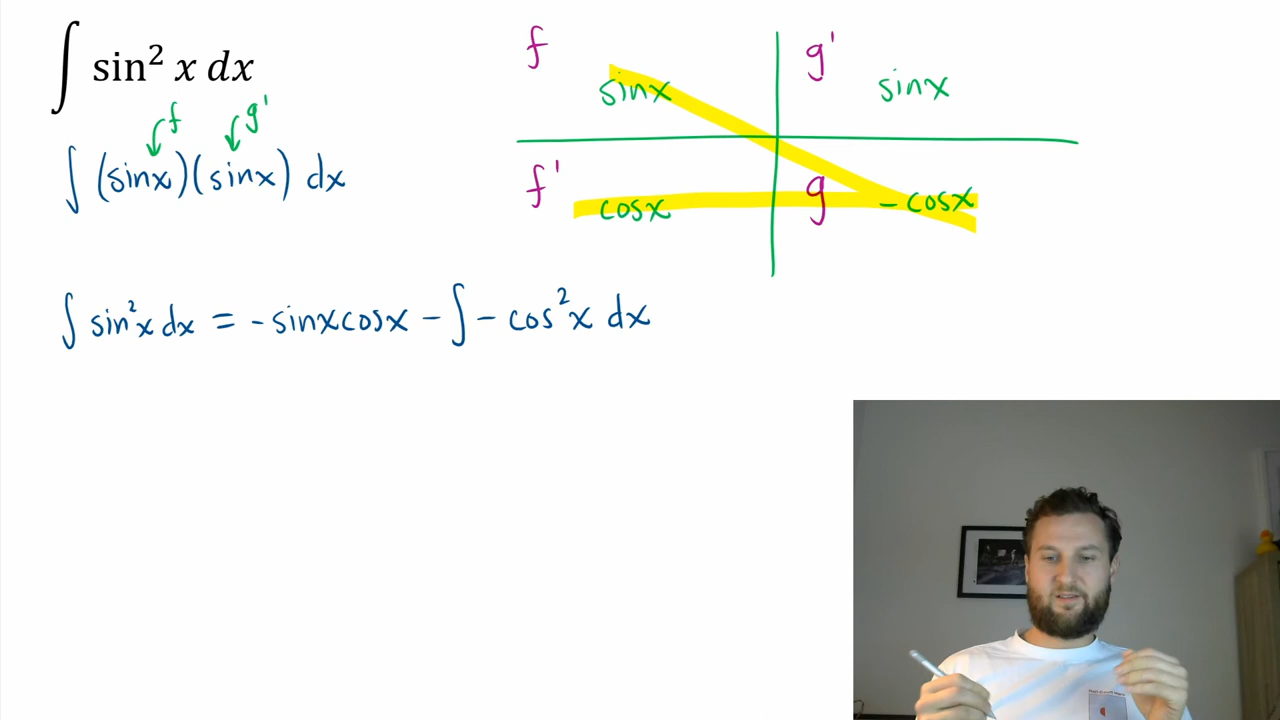 ∫ sin² x dx
f g'
∫ (sinx)(sinx) dx
f sinx g' sinx
f' cosx g -cosx
∫ sin²x dx = -sinxcosx - ∫ - cos²x dx